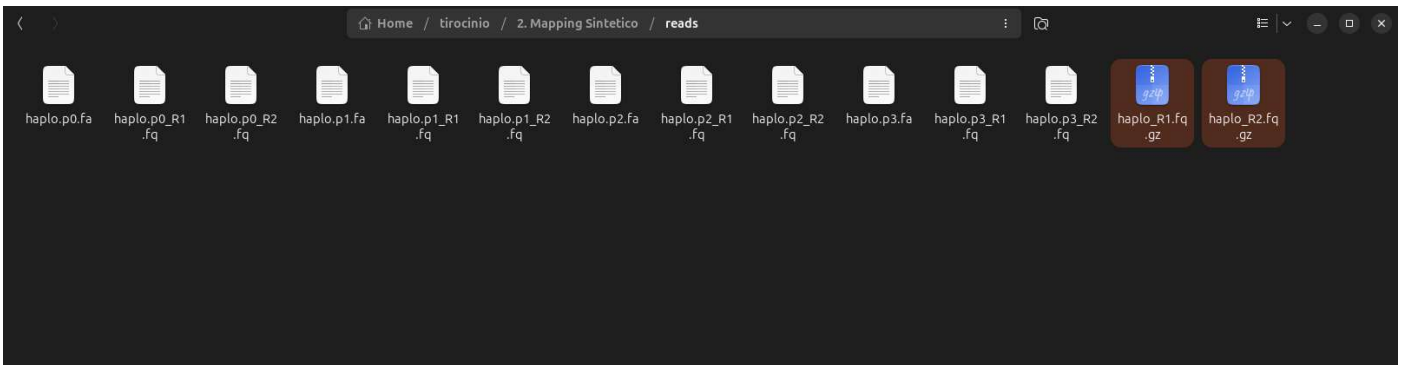 Home / tirocinio / 2. Mapping Sintetico / reads
haplo.p0.fa
haplo.p0_R1
.fq
haplo.p0_R2
.fq
haplo.p1.fa
haplo.p1_R1
.fq
haplo.p1_R2
.fq
haplo.p2.fa
haplo.p2_R1
.fq
haplo.p2_R2
.fq
haplo.p3.fa
haplo.p3_R1
.fq
haplo.p3_R2
.fq
gzip
haplo_R1.fq
.gz
gzip
haplo_R2.fq
.gz